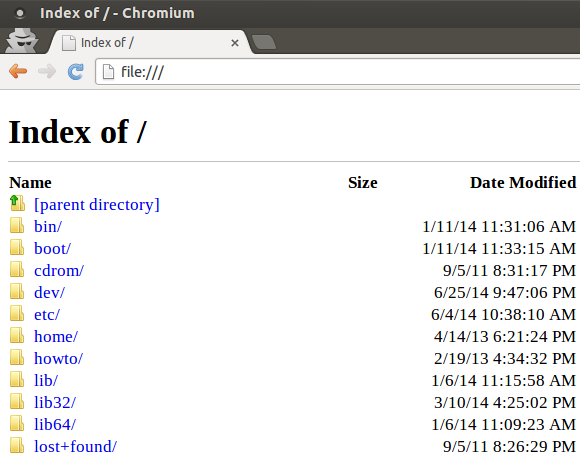 Index of / - Chromium
Index of /
file:///
Index of /
Name Size Date Modified
[parent directory]
bin/ 1/11/14 11:31:06 AM
boot/ 1/11/14 11:33:15 AM
cdrom/ 9/5/11 8:31:17 PM
dev/ 6/25/14 9:47:06 PM
etc/ 6/4/14 10:38:10 AM
home/ 4/14/13 6:21:24 PM
howto/ 2/19/13 4:34:32 PM
lib/ 1/6/14 11:15:58 AM
lib32/ 3/10/14 4:25:02 PM
lib64/ 1/6/14 11:09:23 AM
lost+found/ 9/5/11 8:26:29 PM